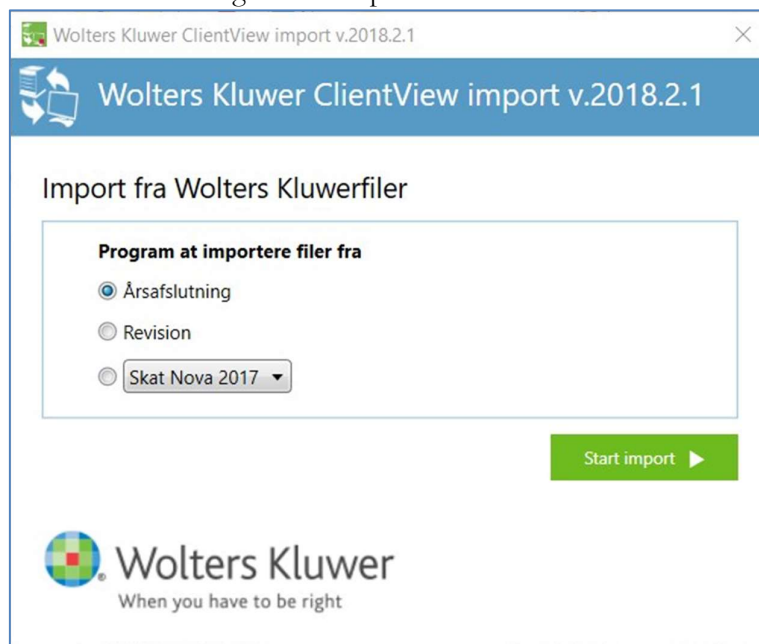 Wolters Kluwer ClientView import v.2018.2.1
Wolters Kluwer ClientView import v.2018.2.1
Import fra Wolters Kluwerfiler
Program at importere filer fra
Årsafslutning
Revision
Skat Nova 2017
Start import
Wolters Kluwer
When you have to be right